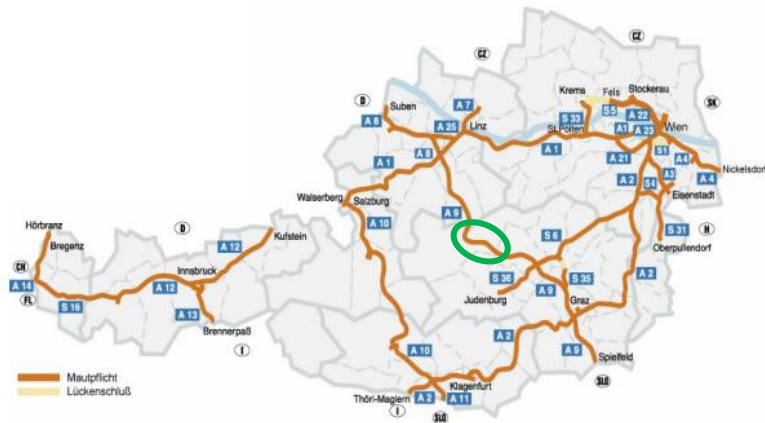 CZ
CZ
D
Suben
A 8
A 7
A 25
Linz
Krems
Fels
Stockerau
S 5
S 33
A 22
SK
St.Pölten
A1
A 23
Wien
A 1
A 8
A 1
A 21
S1
A4
A 4
Nickelsdorf
A 2
A3
S4
Eisenstadt
Walserberg
Salzburg
A 10
A 9
S 6
S 31
H
Oberpullendorf
Hörbranz
Bregenz
D
A 12
Kufstein
CH
A 14
FL
S 16
Innsbruck
A 12
A 13
Brennerpaß
I
S 36
Judenburg
S 35
A 9
Graz
A 2
A 10
A 2
A 9
Spielfeld
SLO
Klagenfurt
Thörl-Maglern
A 2
A 11
I
SLO
Mautpflicht
Lückenschluß